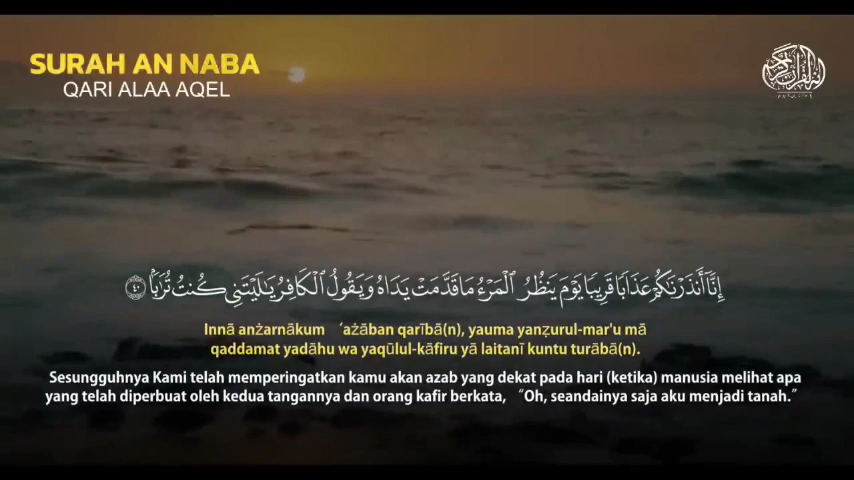 SURAH AN NABA
QARI ALAA AQEL
إِنَّآ أَنذَرْنَٰكُمْ عَذَابًا قَرِيبًا يَوْمَ يَنظُرُ ٱلْمَرْءُ مَا قَدَّمَتْ يَدَاهُ وَيَقُولُ ٱلْكَافِرُ يَٰلَيْتَنِى كُنتُ تُرَٰبًۢا ٤٠
Innā anżarnākum ‘ażāban qarībā(n), yauma yanẓurul-mar'u mā
qaddamat yadāhu wa yaqūlul-kāfiru yā laitanī kuntu turābā(n).
Sesungguhnya Kami telah memperingatkan kamu akan azab yang dekat pada hari (ketika) manusia melihat apa
yang telah diperbuat oleh kedua tangannya dan orang kafir berkata, “Oh, seandainya saja aku menjadi tanah.”